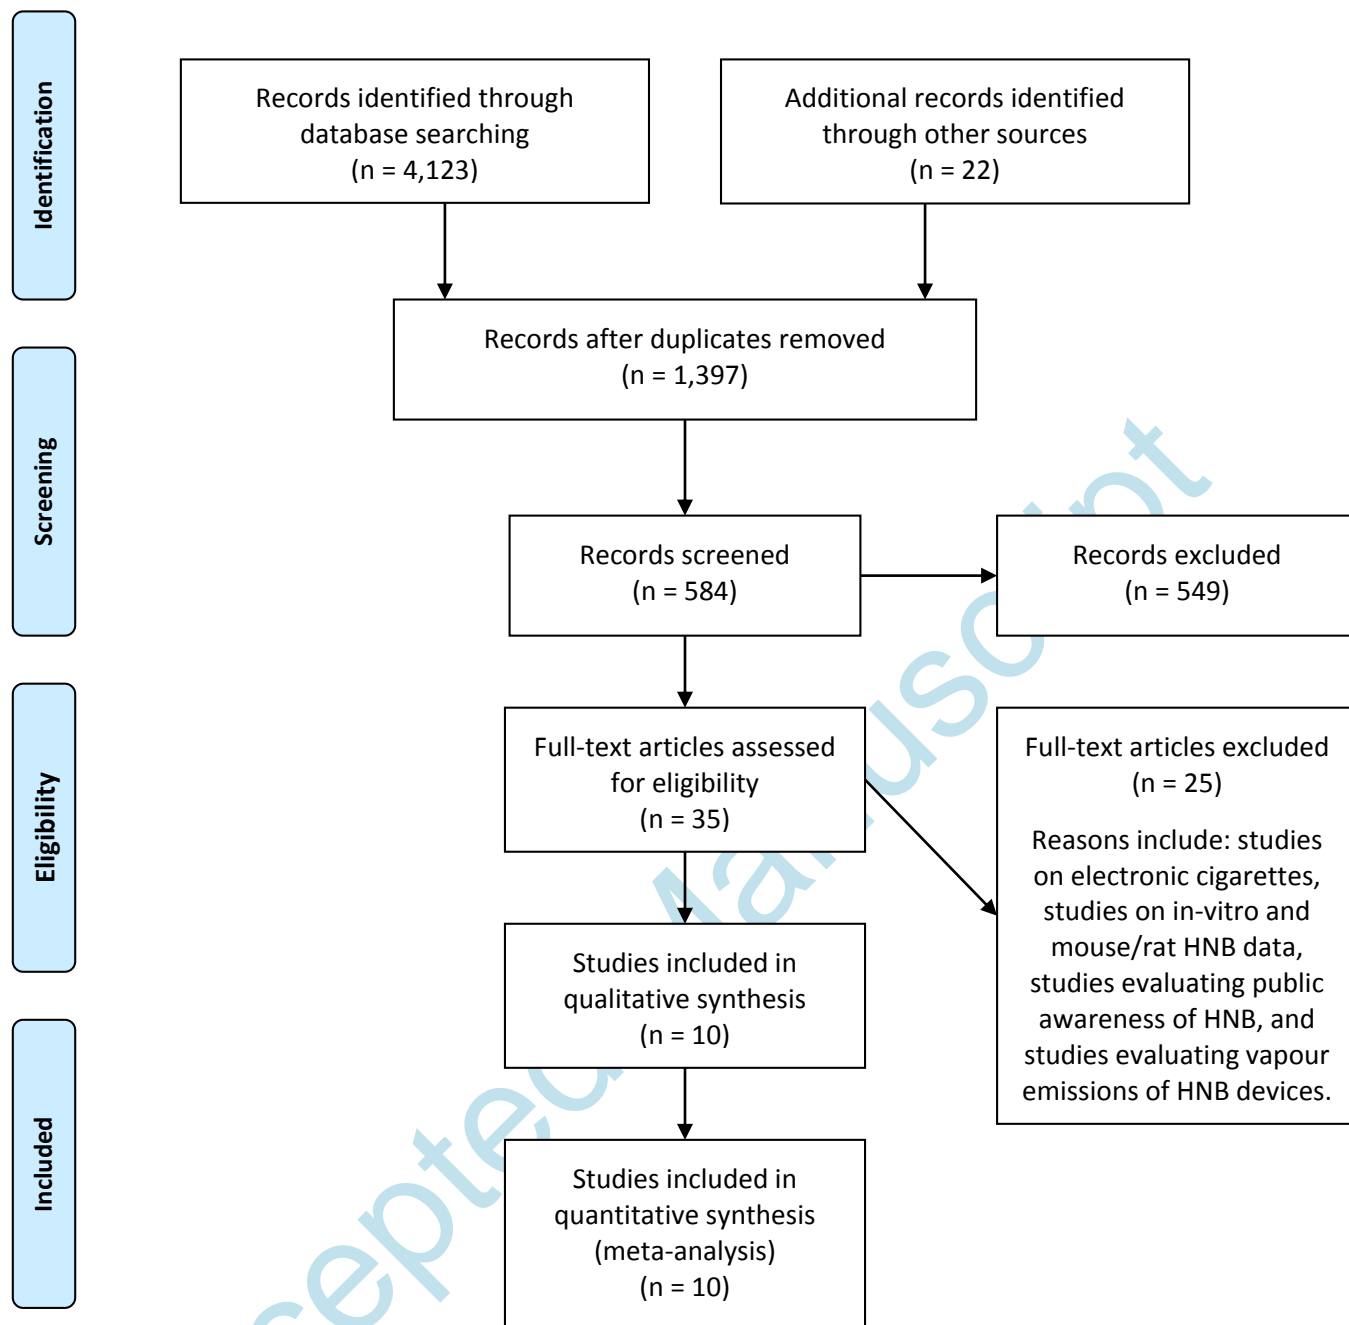 Identification
Records identified through
database searching
(n = 4,123)
Additional records identified
through other sources
(n = 22)
Records after duplicates removed
(n = 1,397)
Screening
Records screened
(n = 584)
Records excluded
(n = 549)
Eligibility
Full-text articles assessed
for eligibility
(n = 35)
Full-text articles excluded
(n = 25)
Reasons include: studies
on electronic cigarettes,
studies on in-vitro and
mouse/rat HNB data,
studies evaluating public
awareness of HNB, and
studies evaluating vapour
emissions of HNB devices.
Studies included in
qualitative synthesis
(n = 10)
Included
Studies included in
quantitative synthesis
(meta-analysis)
(n = 10)